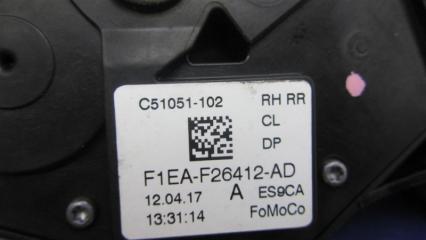 C51051-102 RH RR
CL
DP
F1EA-F26412-AD
12.04.17 A ES9CA
13:31:14 FoMoCo